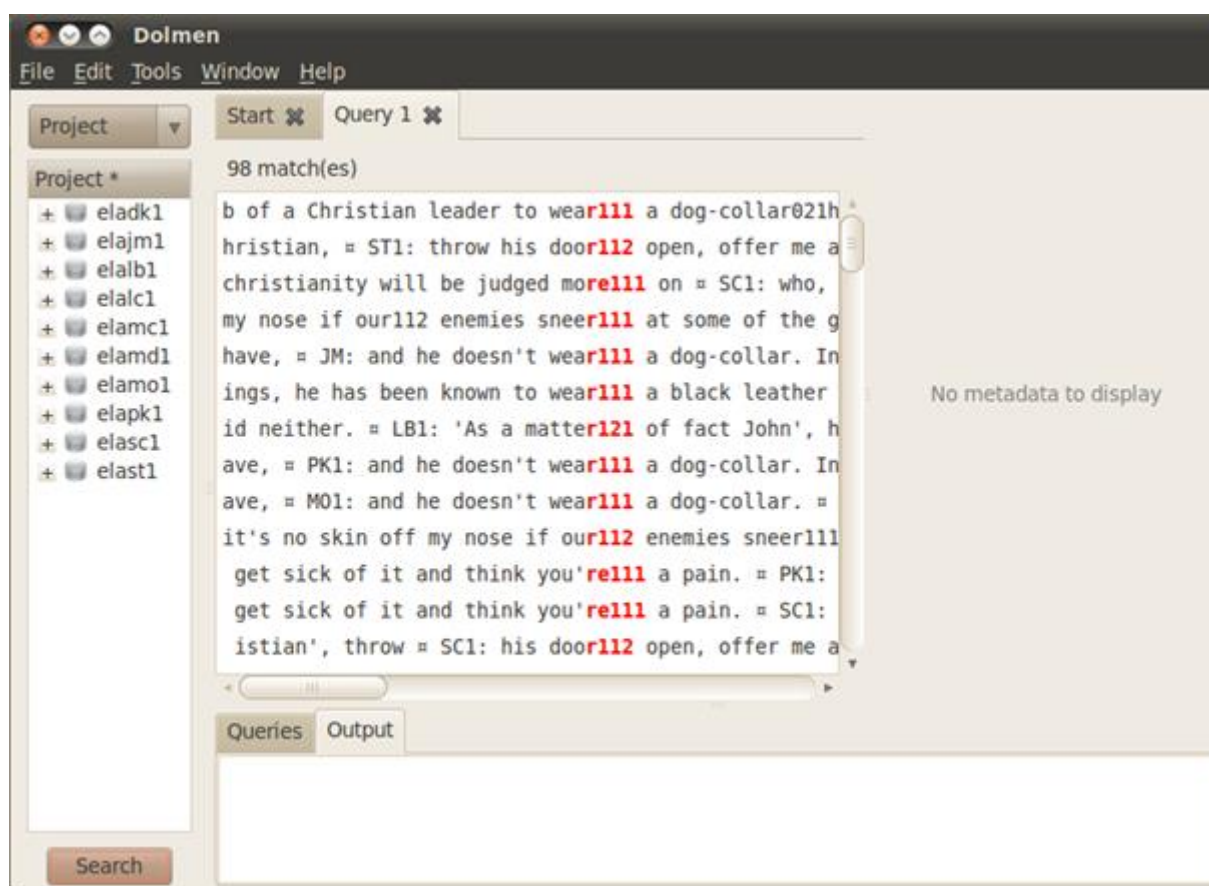 Dolmen
File Edit Tools Window Help
Project
Start Query 1
98 match(es)
Project *
eladk1
elajm1
elalb1
elalc1
elamc1
elamd1
elamo1
elapk1
elasc1
elast1
b of a Christian leader to wear111 a dog-collar021h
hristian, ¤ ST1: throw his door112 open, offer me a
christianity will be judged more111 on ¤ SC1: who,
my nose if our112 enemies sneer111 at some of the g
have, ¤ JM: and he doesn't wear111 a dog-collar. In
ings, he has been known to wear111 a black leather
id neither. ¤ LB1: 'As a matter121 of fact John', h
ave, ¤ PK1: and he doesn't wear111 a dog-collar. In
ave, ¤ MO1: and he doesn't wear111 a dog-collar. ¤
it's no skin off my nose if our112 enemies sneer111
get sick of it and think you're111 a pain. ¤ PK1:
get sick of it and think you're111 a pain. ¤ SC1:
istian', throw ¤ SC1: his door112 open, offer me a
No metadata to display
Queries Output
Search